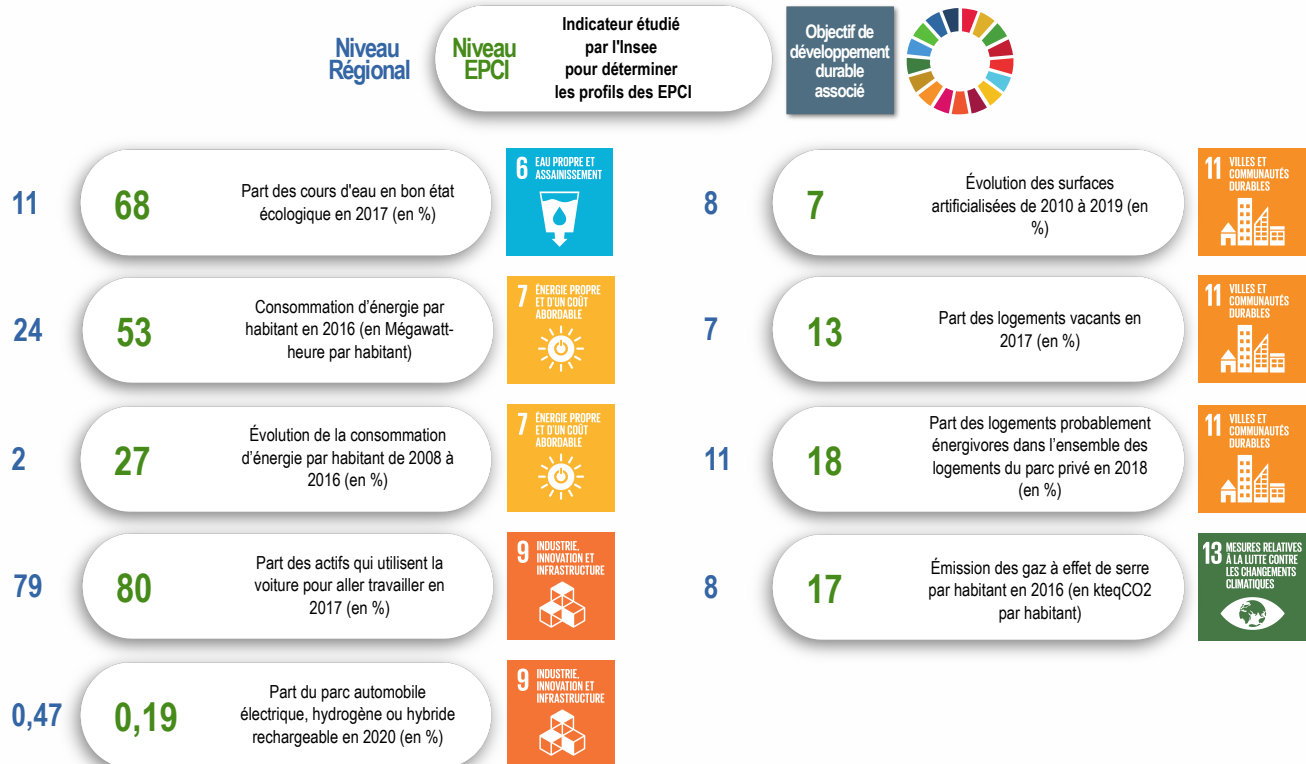 Niveau
Régional
Niveau
EPCI
Indicateur étudié
par l'Insee
pour déterminer
les profils des EPCI
Objectif de
développement
durable
associé
11
68
Part des cours d'eau en bon état
écologique en 2017 (en %)
6 EAU PROPRE ET
ASSAINISSEMENT
8
7
Évolution des surfaces
artificialisées de 2010 à 2019 (en
%)
11 VILLES ET
COMMUNAUTÉS
DURABLES
24
53
Consommation d’énergie par
habitant en 2016 (en Mégawatt-
heure par habitant)
7 ÉNERGIE PROPRE
ET D'UN COÛT
ABORDABLE
7
13
Part des logements vacants en
2017 (en %)
11 VILLES ET
COMMUNAUTÉS
DURABLES
2
27
Évolution de la consommation
d’énergie par habitant de 2008 à
2016 (en %)
7 ÉNERGIE PROPRE
ET D'UN COÛT
ABORDABLE
11
18
Part des logements probablement
énergivores dans l’ensemble des
logements du parc privé en 2018
(en %)
11 VILLES ET
COMMUNAUTÉS
DURABLES
79
80
Part des actifs qui utilisent la
voiture pour aller travailler en
2017 (en %)
9 INDUSTRIE,
INNOVATION ET
INFRASTRUCTURE
8
17
Émission des gaz à effet de serre
par habitant en 2016 (en kteqCO2
par habitant)
13 MESURES RELATIVES
À LA LUTTE CONTRE
LES CHANGEMENTS
CLIMATIQUES
0,47
0,19
Part du parc automobile
électrique, hydrogène ou hybride
rechargeable en 2020 (en %)
9 INDUSTRIE,
INNOVATION ET
INFRASTRUCTURE